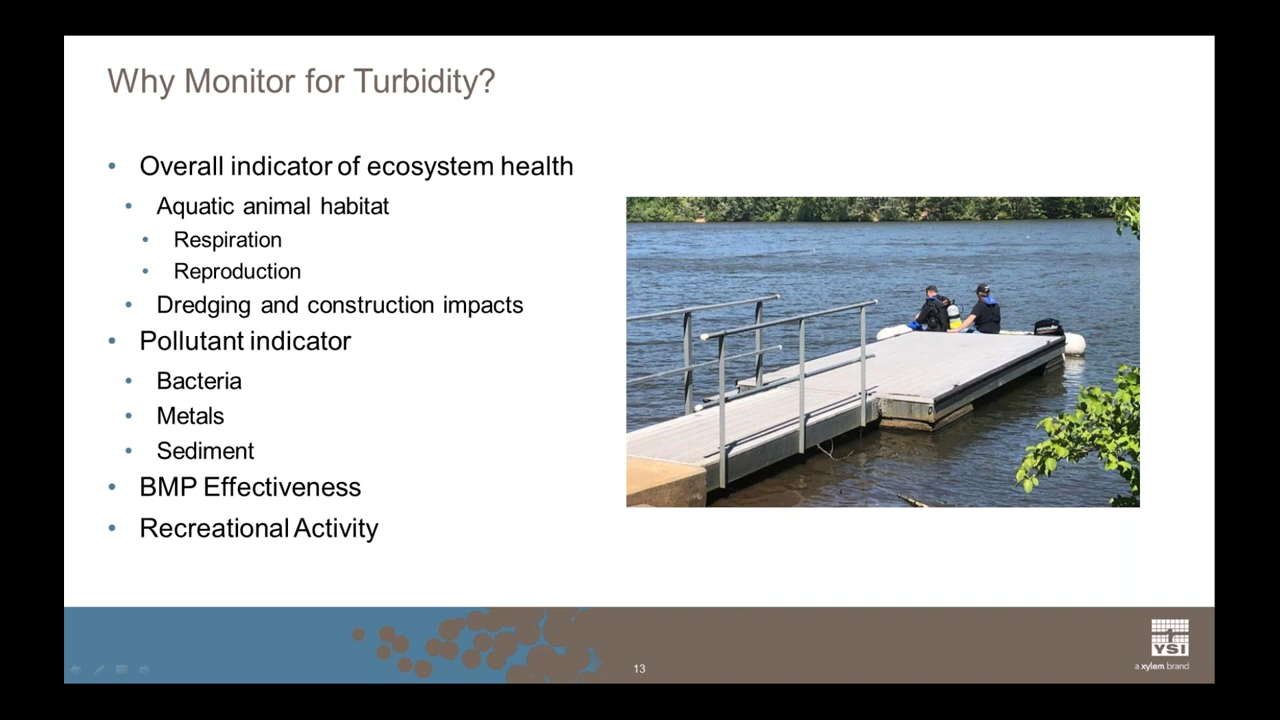 Why Monitor for Turbidity?
• Overall indicator of ecosystem health
• Aquatic animal habitat
• Respiration
• Reproduction
• Dredging and construction impacts
• Pollutant indicator
• Bacteria
• Metals
• Sediment
• BMP Effectiveness
• Recreational Activity
13
YSI
a xylem brand